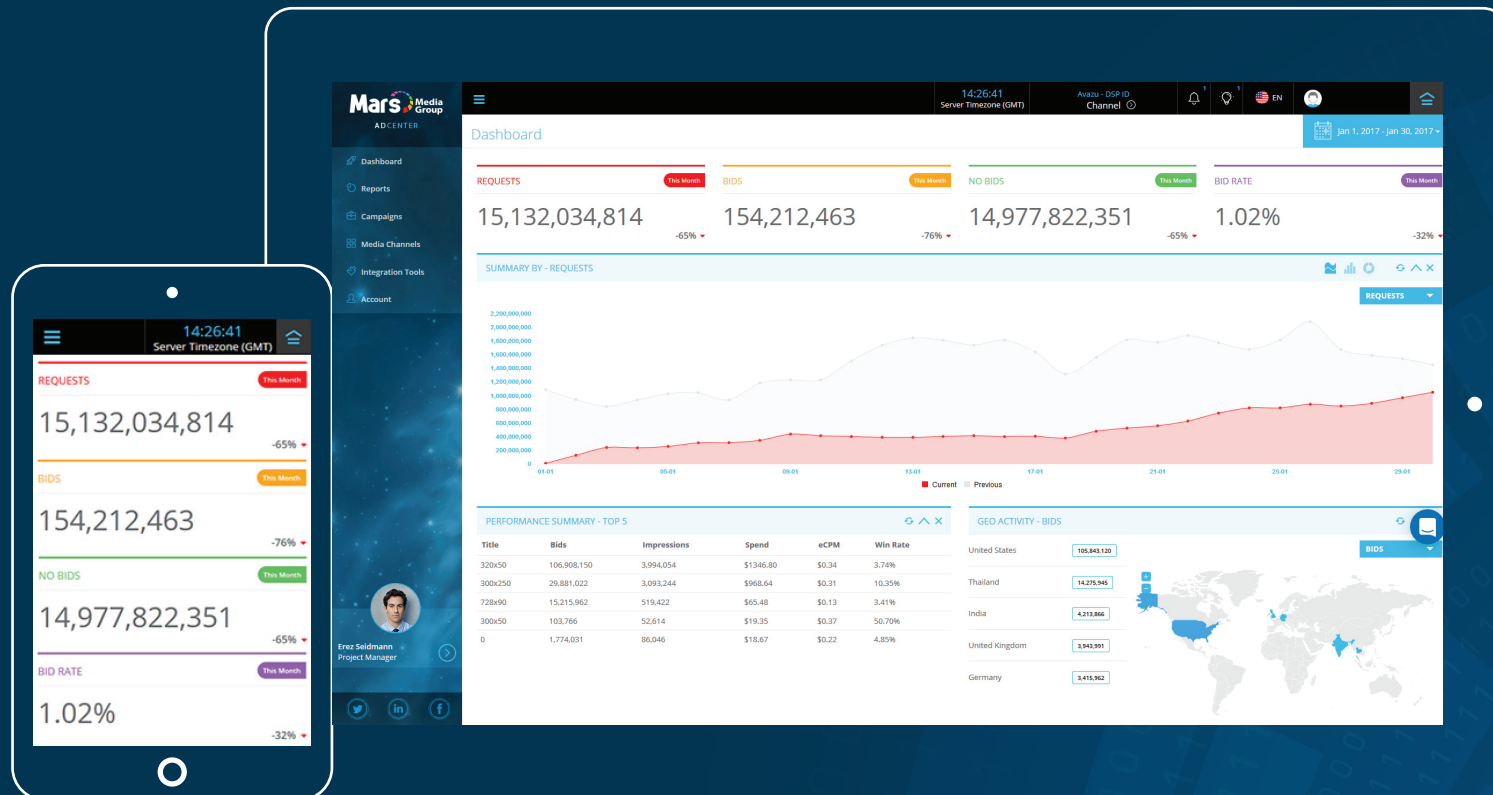 14:26:41
Server Timezone (GMT)
REQUESTS
This Month
15,132,034,814
-65%
BIDS
This Month
154,212,463
-76%
NO BIDS
This Month
14,977,822,351
-65%
BID RATE
This Month
1.02%
-32%
Mars Media Group
ADCENTER
Dashboard
Reports
Campaigns
Media Channels
Integration Tools
Account
Erez Seidmann
Project Manager
14:26:41
Server Timezone (GMT)
Avazu - DSP ID
Channel
1
1
EN
Dashboard
Jan 1, 2017 - Jan 30, 2017
REQUESTS This Month BIDS This Month NO BIDS This Month BID RATE This Month
15,132,034,814 154,212,463 14,977,822,351 1.02%
-65% -76% -65% -32%
SUMMARY BY - REQUESTS
REQUESTS
2,200,000,000
2,000,000,000
1,800,000,000
1,600,000,000
1,400,000,000
1,200,000,000
1,000,000,000
800,000,000
600,000,000
400,000,000
200,000,000
0
01-01 05-01 09-01 13-01 17-01 21-01 25-01 29-01
Current Previous
PERFORMANCE SUMMARY - TOP 5
Title Bids Impressions Spend eCPM Win Rate
320x50 106,908,150 3,994,054 $1346.80 $0.34 3.74%
300x250 29,881,022 3,093,244 $968.64 $0.31 10.35%
728x90 15,215,962 519,422 $65.48 $0.13 3.41%
300x50 103,766 52,614 $19.35 $0.37 50.70%
0 1,774,031 86,046 $18.67 $0.22 4.85%
GEO ACTIVITY - BIDS
BIDS
United States 105,843,120
Thailand 14,275,945
India 4,213,866
United Kingdom 3,943,991
Germany 3,415,962